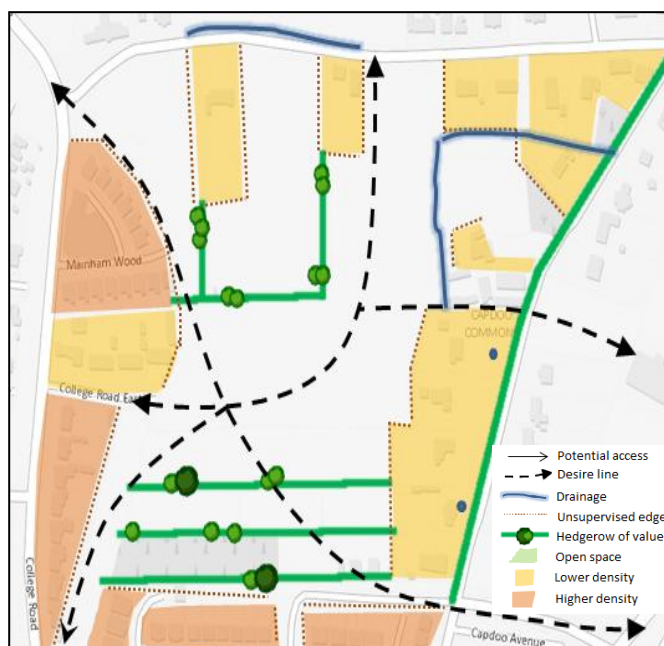 Mainham Wood
CAPDOO
COMMON
College Road East
College Road
Capdoo Avenue
Potential access
Desire line
Drainage
Unsupervised edge
Hedgerow of value
Open space
Lower density
Higher density